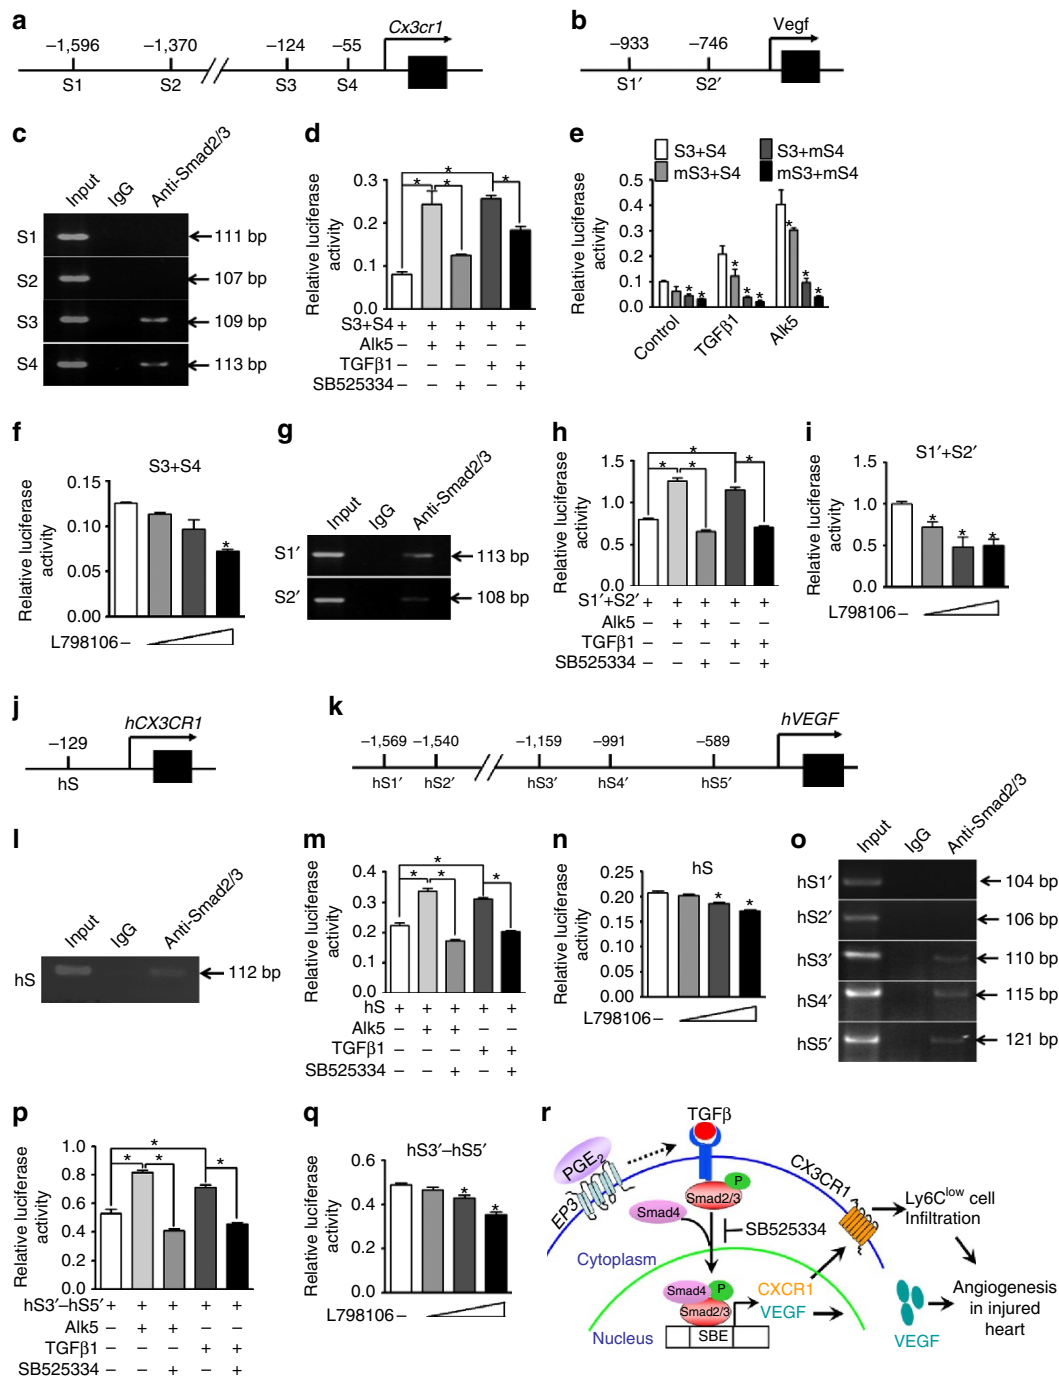 a
−1,596 −1,370 −124 −55 Cx3cr1
S1 S2 S3 S4
b
−933 −746 Vegf
S1′ S2′
c
Input IgG Anti-Smad2/3
S1 111 bp
S2 107 bp
S3 109 bp
S4 113 bp
d
Relative luciferase activity
0.3
0.2
0.1
0.0
* * * *
S3+S4 + + + + +
Alk5 − + + − −
TGFβ1 − − − + +
SB525334 − − + − +
e
S3+S4 S3+mS4
mS3+S4 mS3+mS4
Relative luciferase activity
0.5
0.4
0.3
0.2
0.1
0.0
* * * * * * * *
Control TGFβ1 Alk5
f
S3+S4
Relative luciferase activity
0.15
0.10
0.05
0.00
*
L798106 −
g
Input IgG Anti-Smad2/3
S1′ 113 bp
S2′ 108 bp
h
Relative luciferase activity
1.5
1.0
0.5
0.0
* * * *
S1′+S2′ + + + + +
Alk5 − + + − −
TGFβ1 − − − + +
SB525334 − − + − +
i
S1′+S2′
Relative luciferase activity
1.5
1.0
0.5
0.0
* * *
L798106 −
j
−129 hCX3CR1
hS
k
−1,569 −1,540 −1,159 −991 −589 hVEGF
hS1′ hS2′ hS3′ hS4′ hS5′
l
Input IgG Anti-Smad2/3
hS 112 bp
m
Relative luciferase activity
0.4
0.3
0.2
0.1
0.0
* * * *
hS + + + + +
Alk5 − + + − −
TGFβ1 − − − + +
SB525334 − − + − +
n
hS
Relative luciferase activity
0.25
0.20
0.15
0.10
0.05
0.00
* *
L798106 −
o
Input IgG Anti-Smad2/3
hS1′ 104 bp
hS2′ 106 bp
hS3′ 110 bp
hS4′ 115 bp
hS5′ 121 bp
p
Relative luciferase activity
1.0
0.8
0.6
0.4
0.2
0.0
* * * *
hS3′–hS5′ + + + + +
Alk5 − + + − −
TGFβ1 − − − + +
SB525334 − − + − +
q
hS3′–hS5′
Relative luciferase activity
0.6
0.4
0.2
0.0
* *
L798106 −
r
TGFβ
PGE2
EP3
P
Smad2/3
Smad4
SB525334
CX3CR1
Ly6Clow cell
Infiltration
Cytoplasm
Smad4 P
Smad2/3
SBE
CXCR1
VEGF
Nucleus
VEGF
Angiogenesis
in injured
heart